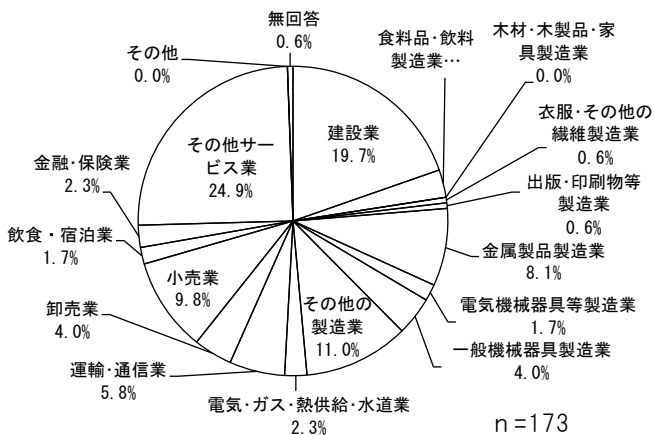 無回答
0.6%
食料品・飲料
製造業…
木材・木製品・家
具製造業
0.0%
衣服・その他の
繊維製造業
0.6%
出版・印刷物等
製造業
0.6%
金属製品製造業
8.1%
電気機械器具等製造業
1.7%
一般機械器具製造業
4.0%
その他の
製造業
11.0%
電気・ガス・熱供給・水道業
2.3%
運輸・通信業
5.8%
卸売業
4.0%
小売業
9.8%
飲食・宿泊業
1.7%
金融・保険業
2.3%
その他サー
ビス業
24.9%
その他
0.0%
建設業
19.7%
n=173